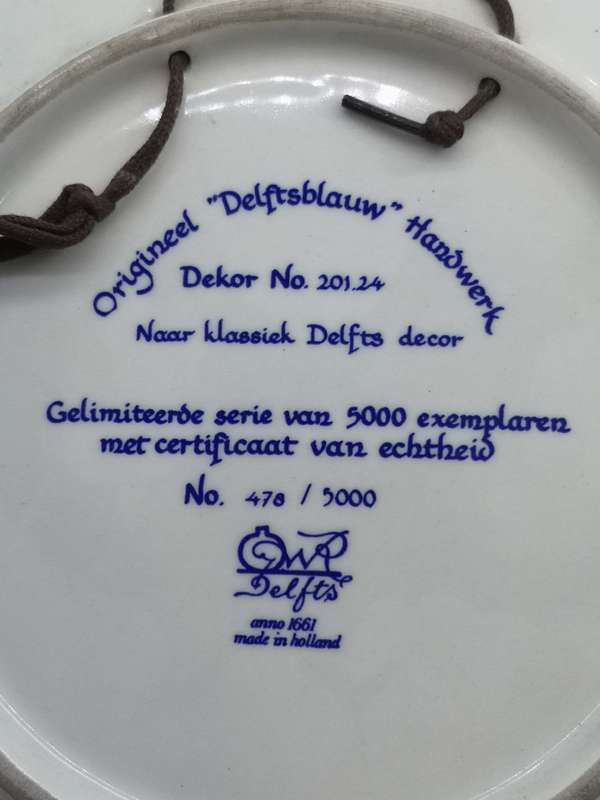 Origineel "Delftsblauw" Handwerk
Dekor No. 201.24
Naar klassiek Delfts decor
Gelimiteerde serie van 5000 exemplaren
met certificaat van echtheid
No. 478 / 5000
Delfts
anno 1661
made in holland